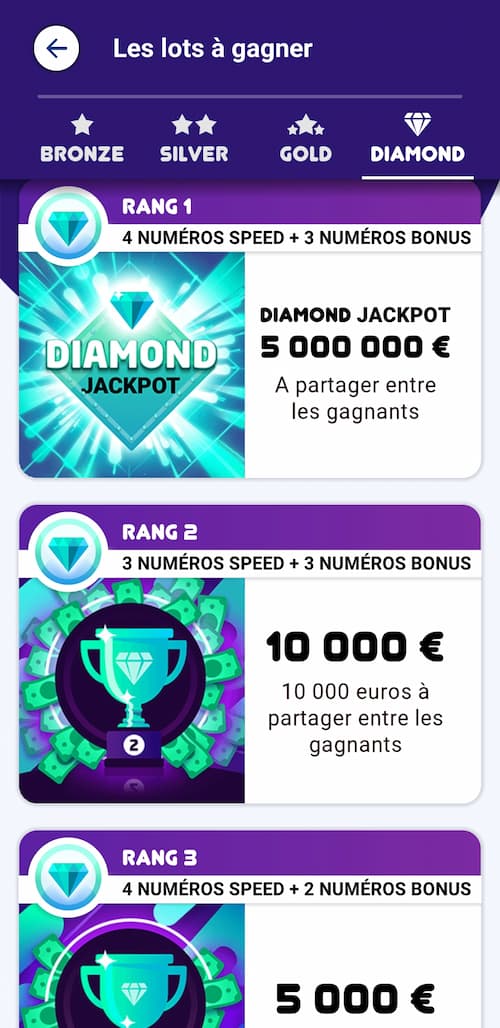 Les lots à gagner
BRONZE SILVER GOLD DIAMOND
RANG 1
4 NUMÉROS SPEED + 3 NUMÉROS BONUS
DIAMOND
JACKPOT
DIAMOND JACKPOT
5 000 000 €
A partager entre
les gagnants
RANG 2
3 NUMÉROS SPEED + 3 NUMÉROS BONUS
2
10 000 €
10 000 euros à
partager entre les
gagnants
RANG 3
4 NUMÉROS SPEED + 2 NUMÉROS BONUS
5 000 €